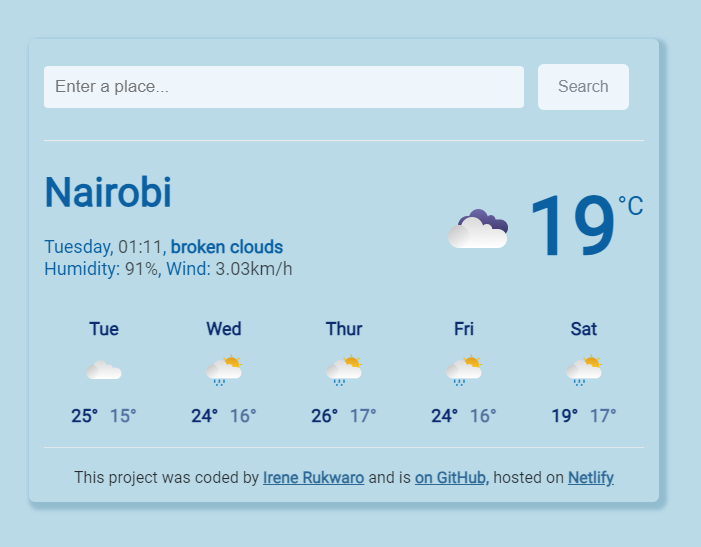 Enter a place... Search
Nairobi
19°C
Tuesday, 01:11, broken clouds
Humidity: 91%, Wind: 3.03km/h
Tue Wed Thur Fri Sat
25° 15° 24° 16° 26° 17° 24° 16° 19° 17°
This project was coded by Irene Rukwaro and is on GitHub, hosted on Netlify